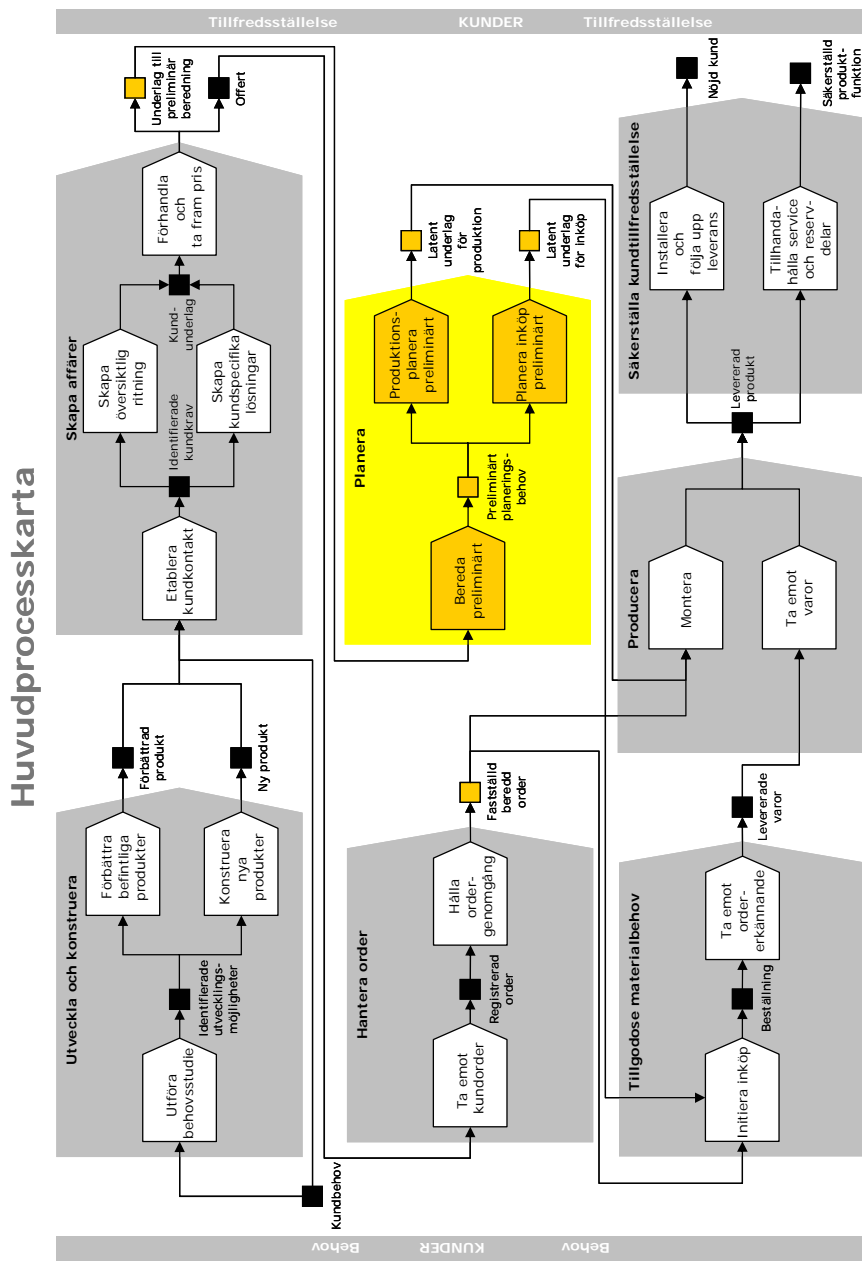 Huvudprocesskarta
Behov
KUNDER
Behov
Kundbehov
Utveckla och konstruera
Utföra
behovsstudie
Identifierade
utvecklings-
möjligheter
Förbättra
befintliga
produkter
Konstruera
nya
produkter
Förbättrad
produkt
Ny produkt
Skapa affärer
Etablera
kundkontakt
Identifierade
kundkrav
Skapa
översiktlig
ritning
Skapa
kundspecifika
lösningar
Kund-
underlag
Förhandla
och
ta fram pris
Underlag till
preliminär
beredning
Offert
Hantera order
Ta emot
kundorder
Registrerad
order
Hålla
order-
genomgång
Fastställd
beredd
order
Planera
Bereda
preliminärt
Preliminärt
planerings-
behov
Produktions-
planera
preliminärt
Planera inköp
preliminärt
Latent
underlag
för
produktion
Latent
underlag
för inköp
Tillgodose materialbehov
Initiera inköp
Beställning
Ta emot
order-
erkännande
Levererade
varor
Producera
Montera
Ta emot
varor
Levererad
produkt
Säkerställa kundtillfredsställelse
Installera
och
följa upp
leverans
Tillhanda-
hålla service
och reserv-
delar
Nöjd kund
Säkerställd
produkt-
funktion
Tillfredsställelse
KUNDER
Tillfredsställelse